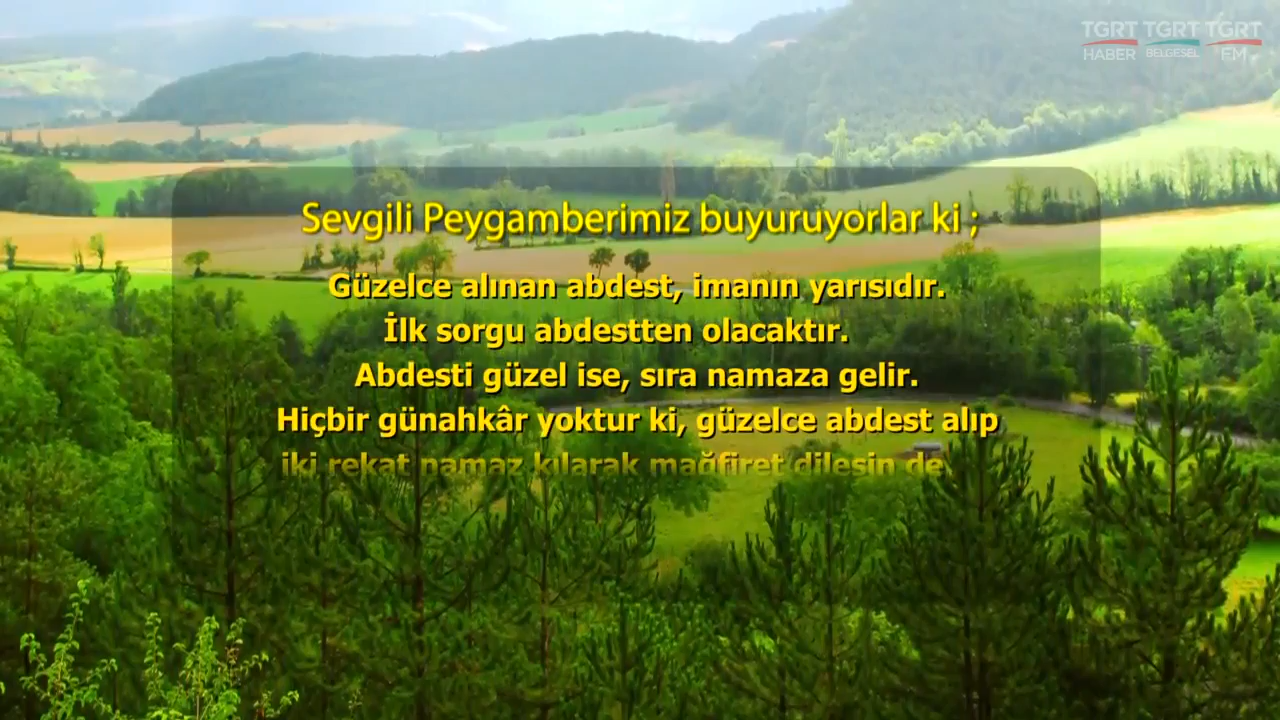 TGRT TGRT TGRT
HABER BELGESEL FM
Sevgili Peygamberimiz buyuruyorlar ki ;
Güzelce alınan abdest, imanın yarısıdır.
İlk sorgu abdestten olacaktır.
Abdesti güzel ise, sıra namaza gelir.
Hiçbir günahkâr yoktur ki, güzelce abdest alıp
iki rekat namaz kılarak mağfiret dilesin de